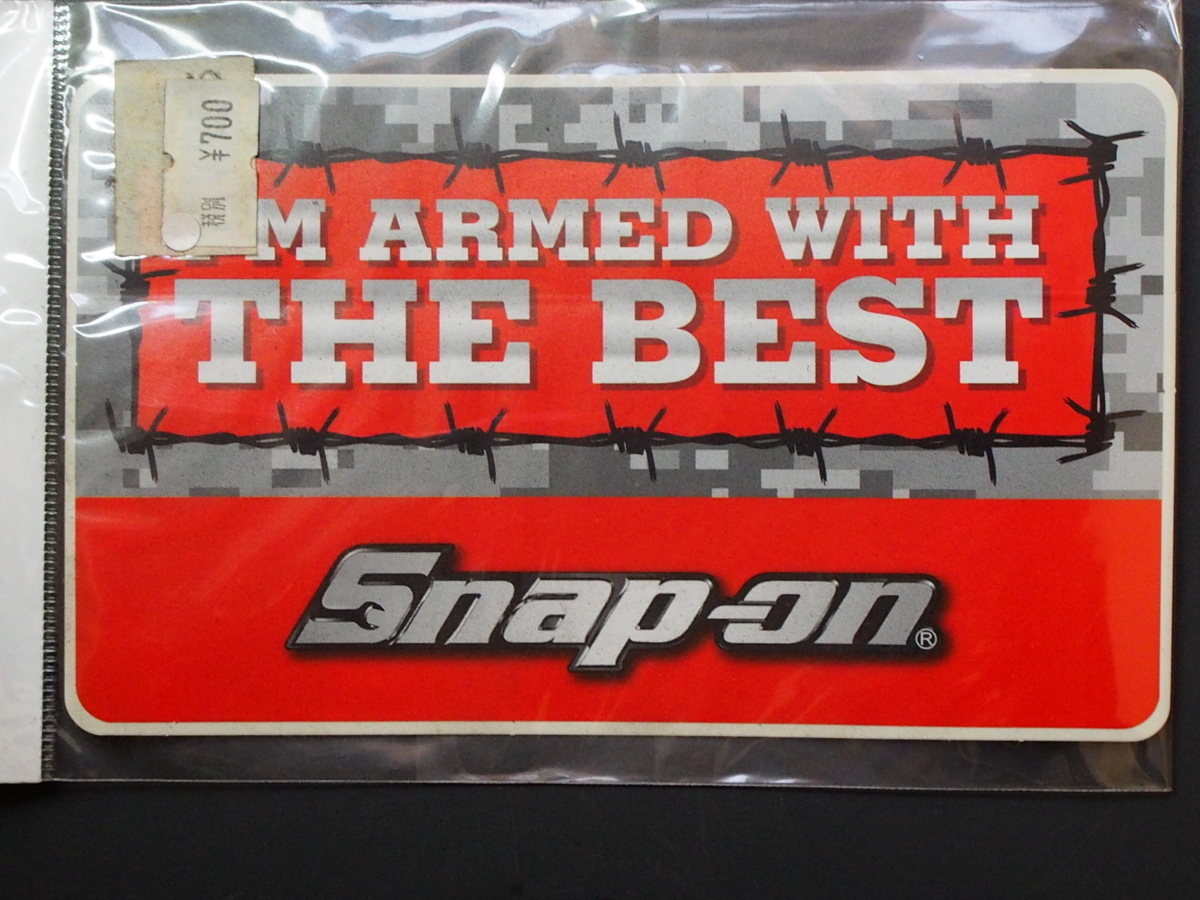 ¥700
税別
'M ARMED WITH
THE BEST
Snap-on®